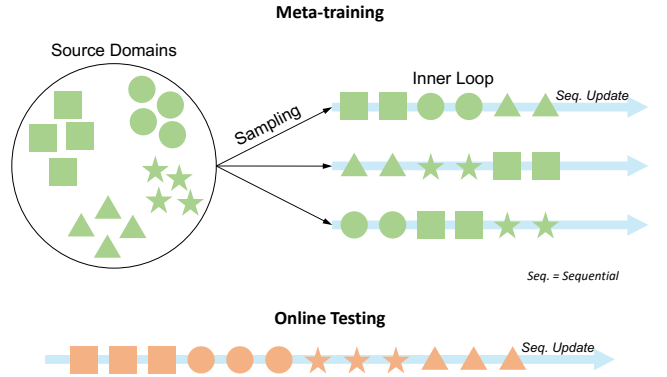 Meta-training
Source Domains
Inner Loop
Seq. Update
Sampling
Seq. = Sequential
Online Testing
Seq. Update